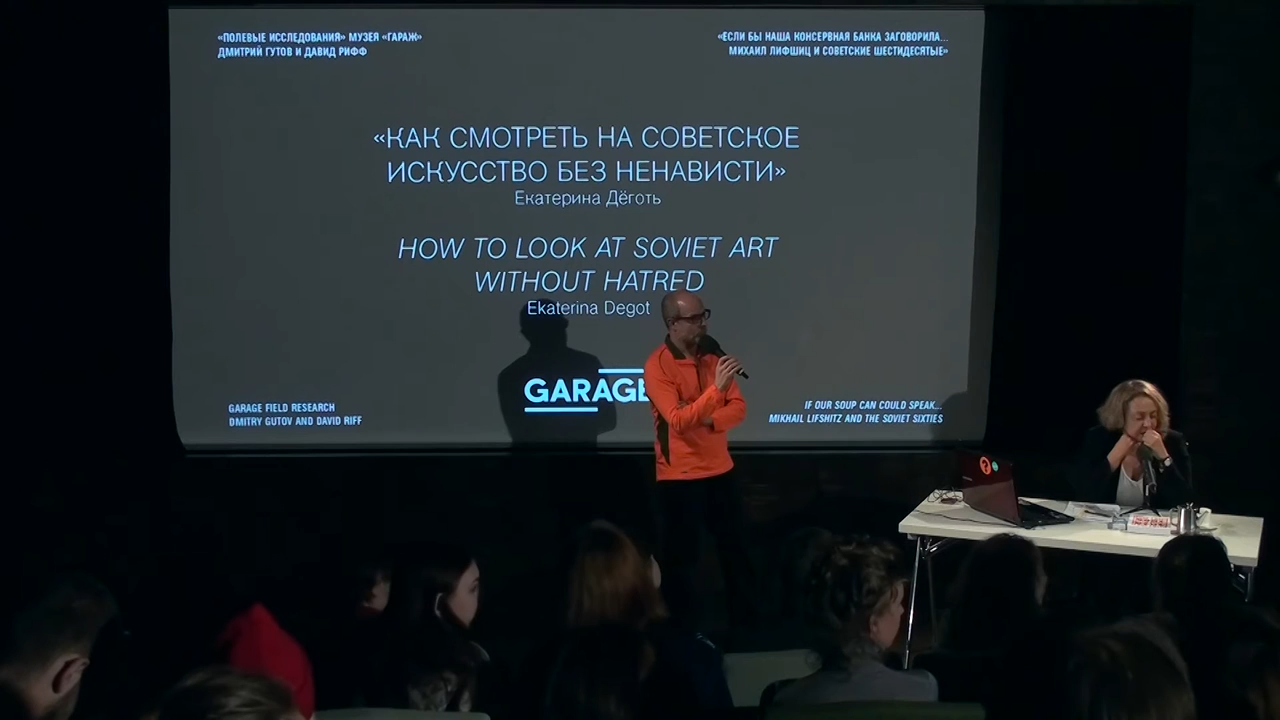 «ПОЛЕВЫЕ ИССЛЕДОВАНИЯ» МУЗЕЯ «ГАРАЖ»
ДМИТРИЙ ГУТОВ И ДАВИД РИФФ
«ЕСЛИ БЫ НАША КОНСЕРВНАЯ БАНКА ЗАГОВОРИЛА...
МИХАИЛ ЛИФШИЦ И СОВЕТСКИЕ ШЕСТИДЕСЯТЫЕ»
«КАК СМОТРЕТЬ НА СОВЕТСКОЕ
ИСКУССТВО БЕЗ НЕНАВИСТИ»
Екатерина Дёготь
HOW TO LOOK AT SOVIET ART
WITHOUT HATRED
Ekaterina Degot
GARAGE
GARAGE FIELD RESEARCH
DMITRY GUTOV AND DAVID RIFF
IF OUR SOUP CAN COULD SPEAK...
MIKHAIL LIFSHITZ AND THE SOVIET SIXTIES